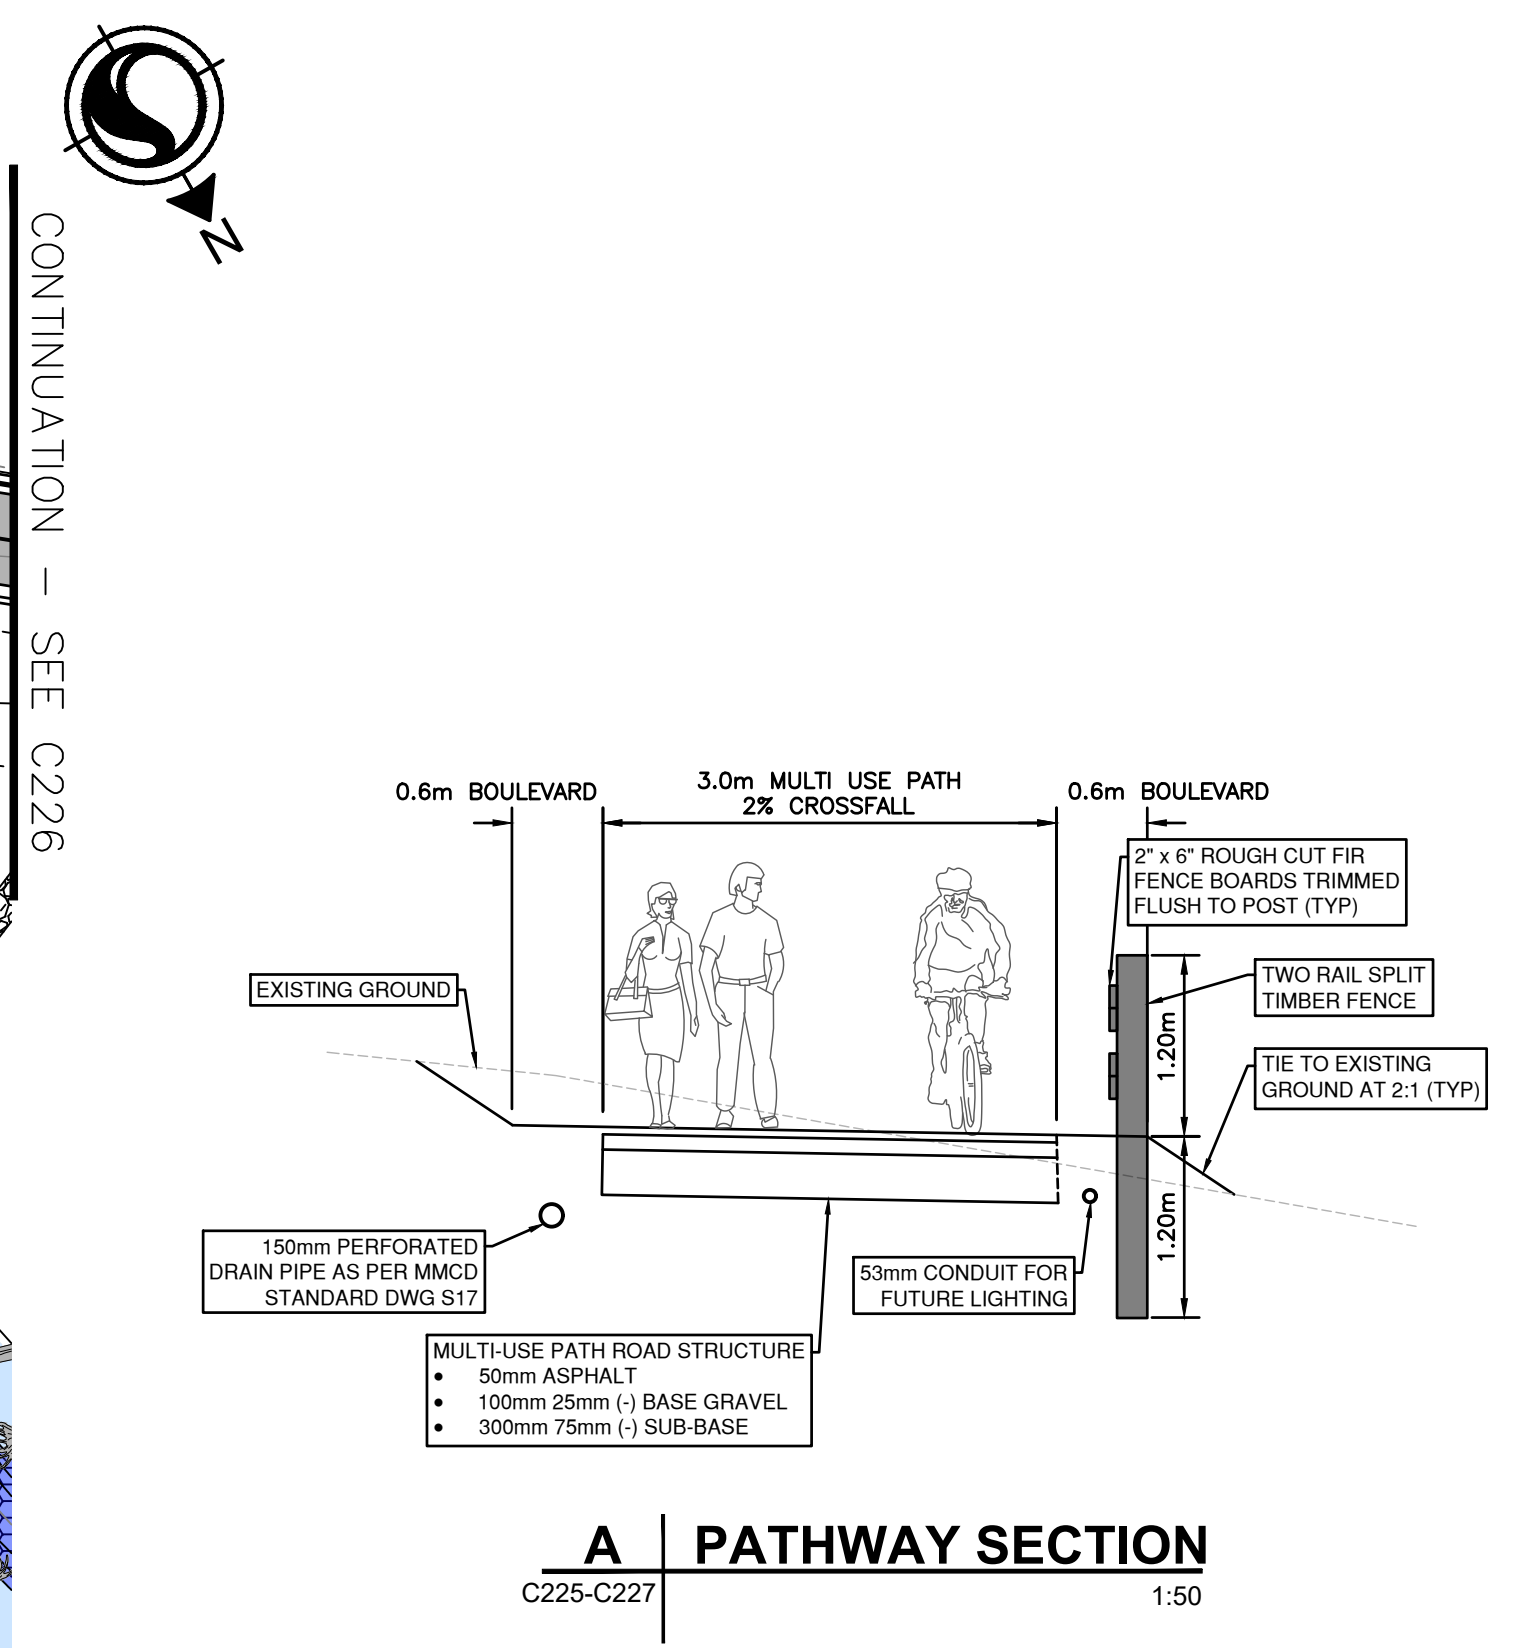 N
CONTINUATION - SEE C226
0.6m BOULEVARD
3.0m MULTI USE PATH
2% CROSSFALL
0.6m BOULEVARD
2" x 6" ROUGH CUT FIR
FENCE BOARDS TRIMMED
FLUSH TO POST (TYP)
EXISTING GROUND
TWO RAIL SPLIT
TIMBER FENCE
1.20m
TIE TO EXISTING
GROUND AT 2:1 (TYP)
1.20m
150mm PERFORATED
DRAIN PIPE AS PER MMCD
STANDARD DWG S17
53mm CONDUIT FOR
FUTURE LIGHTING
MULTI-USE PATH ROAD STRUCTURE
• 50mm ASPHALT
• 100mm 25mm (-) BASE GRAVEL
• 300mm 75mm (-) SUB-BASE
A PATHWAY SECTION
C225-C227 1:50